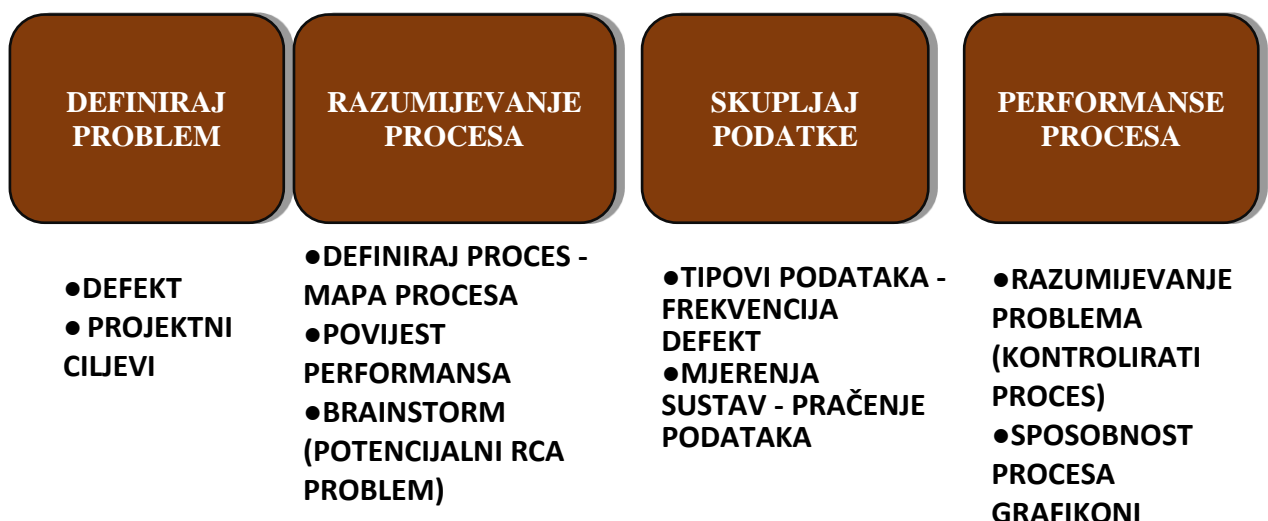 DEFINIRAJ
PROBLEM
●DEFEKT
● PROJEKTNI
CILJEVI
RAZUMIJEVANJE
PROCESA
●DEFINIRAJ PROCES -
MAPA PROCESA
●POVIJEST
PERFORMANSA
●BRAINSTORM
(POTENCIJALNI RCA
PROBLEM)
SKUPLJAJ
PODATKE
●TIPOVI PODATAKA -
FREKVENCIJA
DEFEKT
●MJERENJA
SUSTAV - PRAČENJE
PODATAKA
PERFORMANSE
PROCESA
●RAZUMIJEVANJE
PROBLEMA
(KONTROLIRATI
PROCES)
●SPOSOBNOST
PROCESA
GRAFIKONI